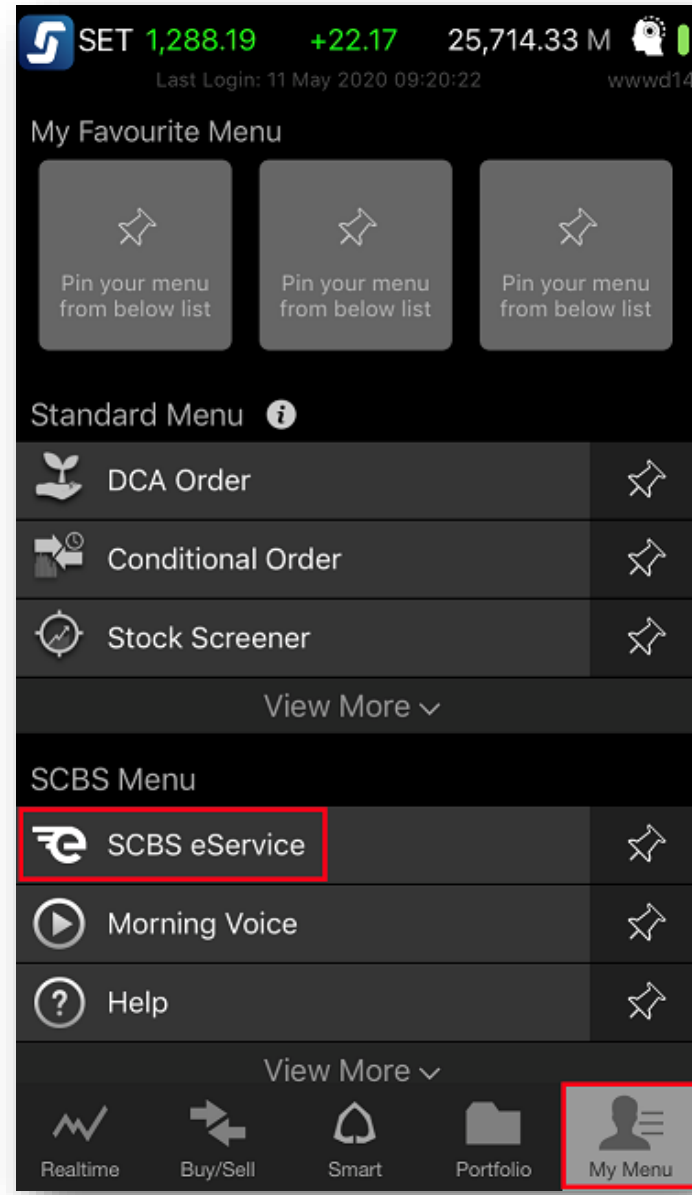 SET 1,288.19 +22.17 25,714.33 M
Last Login: 11 May 2020 09:20:22 wwwd14
My Favourite Menu
Pin your menu Pin your menu Pin your menu
from below list from below list from below list
Standard Menu i
DCA Order
Conditional Order
Stock Screener
View More
SCBS Menu
e SCBS eService
Morning Voice
? Help
View More
Realtime Buy/Sell Smart Portfolio My Menu